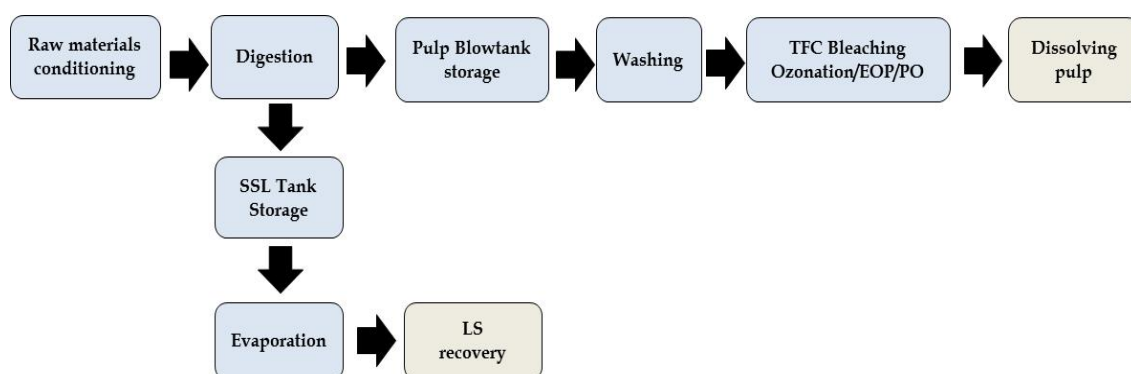 Raw materials
conditioning
Digestion
Pulp Blowtank
storage
Washing
TFC Bleaching
Ozonation/EOP/PO
Dissolving
pulp
SSL Tank
Storage
Evaporation
LS
recovery